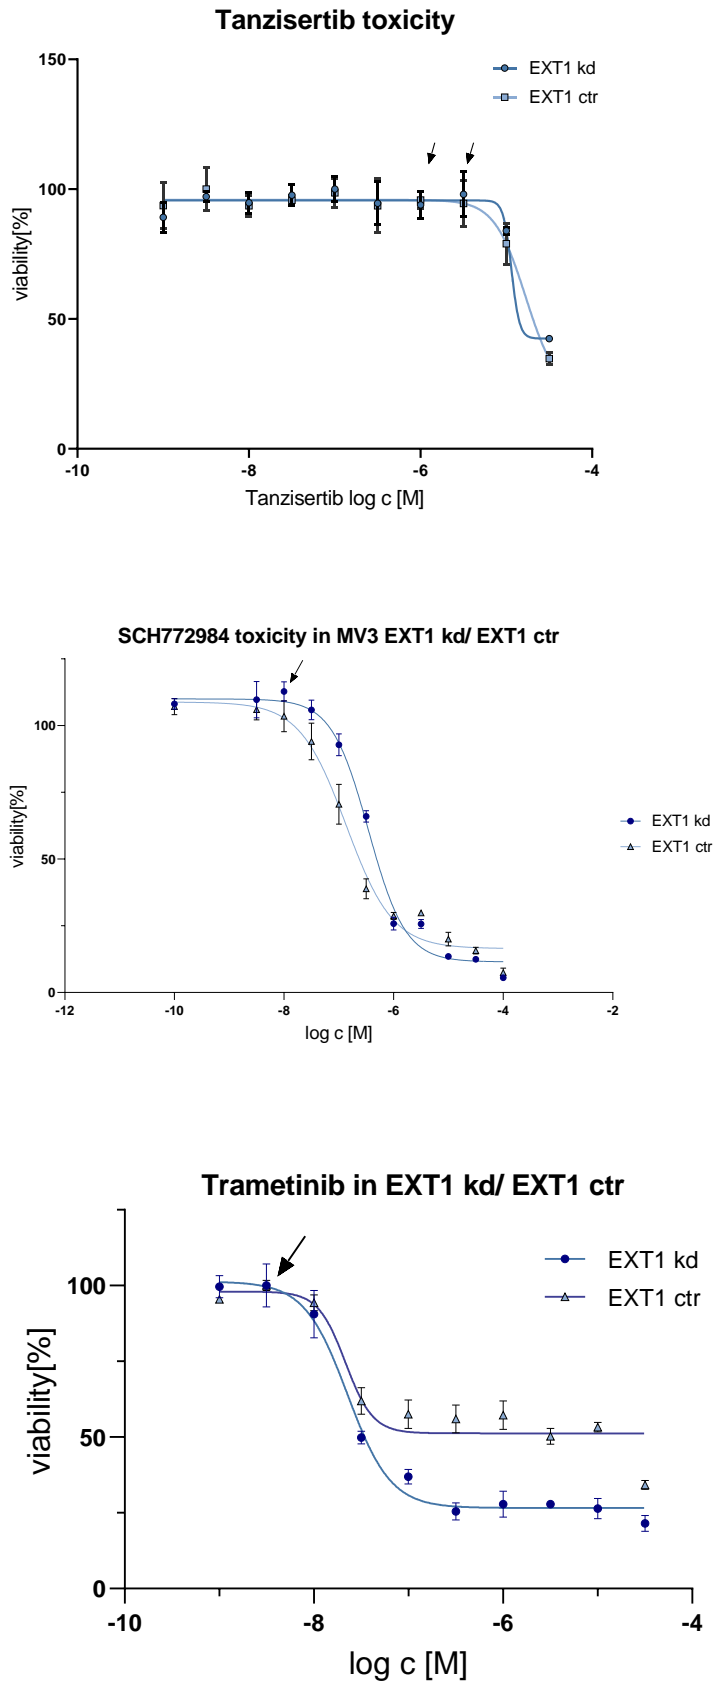 Tanzisertib toxicity
150
EXT1 kd
EXT1 ctr
100
viability[%]
50
0
-10
-8
-6
-4
Tanzisertib log c [M]
SCH772984 toxicity in MV3 EXT1 kd/ EXT1 ctr
100
viability[%]
EXT1 kd
EXT1 ctr
50
0
-12
-10
-8
-6
-4
-2
log c [M]
Trametinib in EXT1 kd/ EXT1 ctr
EXT1 kd
100
EXT1 ctr
viability[%]
50
0
-10
-8
-6
-4
log c [M]